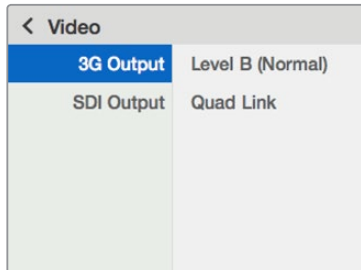 < Video
3G Output Level B (Normal)
SDI Output Quad Link